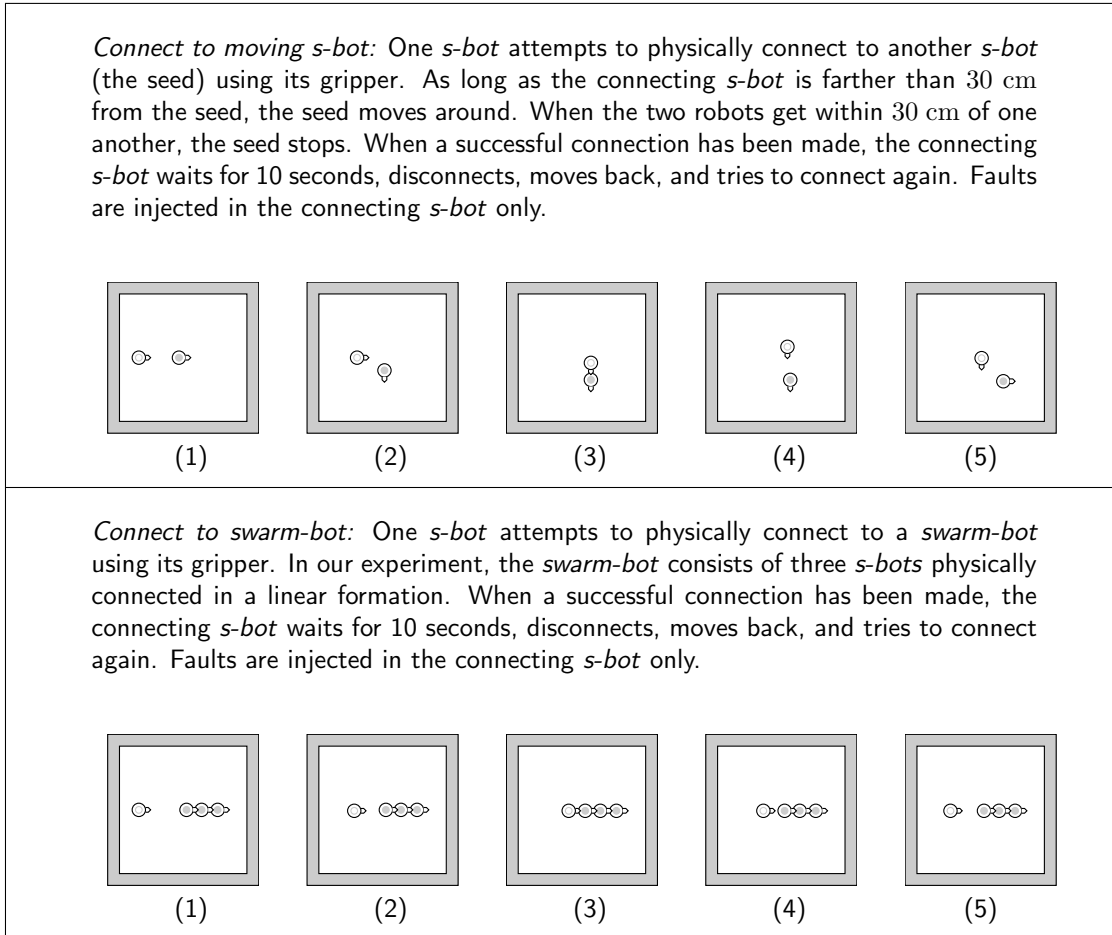 Connect to moving s-bot: One s-bot attempts to physically connect to another s-bot
(the seed) using its gripper. As long as the connecting s-bot is farther than 30 cm
from the seed, the seed moves around. When the two robots get within 30 cm of one
another, the seed stops. When a successful connection has been made, the connecting
s-bot waits for 10 seconds, disconnects, moves back, and tries to connect again. Faults
are injected in the connecting s-bot only.
(1) (2) (3) (4) (5)
Connect to swarm-bot: One s-bot attempts to physically connect to a swarm-bot
using its gripper. In our experiment, the swarm-bot consists of three s-bots physically
connected in a linear formation. When a successful connection has been made, the
connecting s-bot waits for 10 seconds, disconnects, moves back, and tries to connect
again. Faults are injected in the connecting s-bot only.
(1) (2) (3) (4) (5)